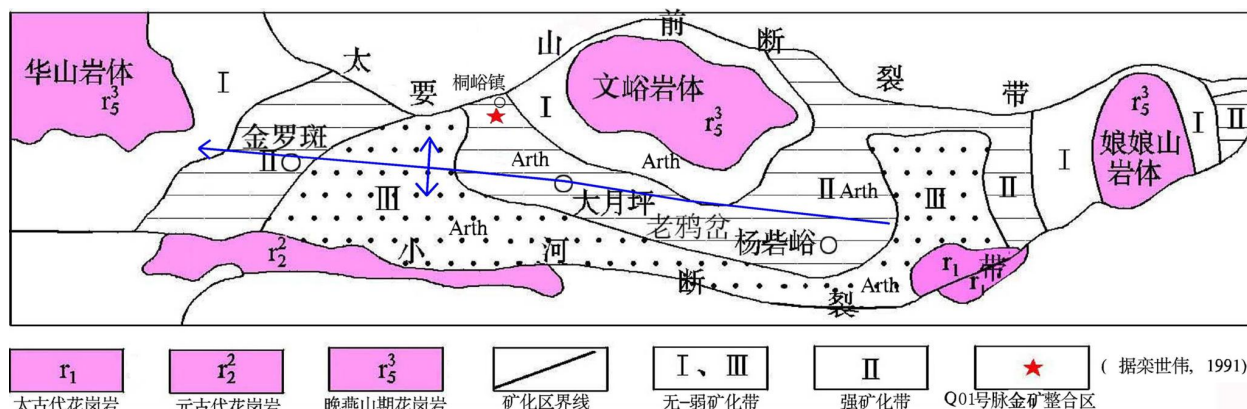 太 山 前 断 裂 带
要
华山岩体
r₅³
Ⅰ
桐峪镇
Ⅰ
文峪岩体
r₅³
r₅³
娘娘山
岩体
Ⅰ
Ⅱ
Ⅰ
金罗斑
Ⅱ
Arth
Arth
大月坪
Ⅱ Arth
Ⅲ
Ⅱ
Ⅲ
Arth
老鸦岔
杨砦峪
小 河 断 裂 带
r₂²
Arth
r₁
r₁
r₁
r₂²
r₅³
Ⅰ、Ⅲ
Ⅱ
(据栾世伟, 1991)
太古代花岗岩
元古代花岗岩
晚燕山期花岗岩
矿化区界线
无-弱矿化带
强矿化带
Q01号脉金矿整合区